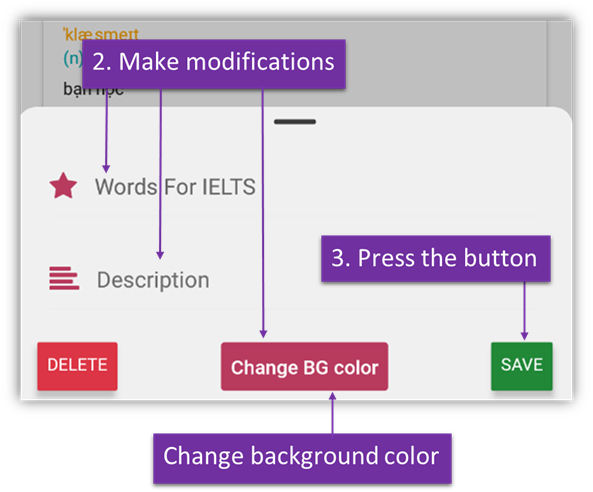 'klæsmeɪt
(n)
2. Make modifications
bạn học
Words For IELTS
3. Press the button
Description
DELETE
Change BG color
SAVE
Change background color